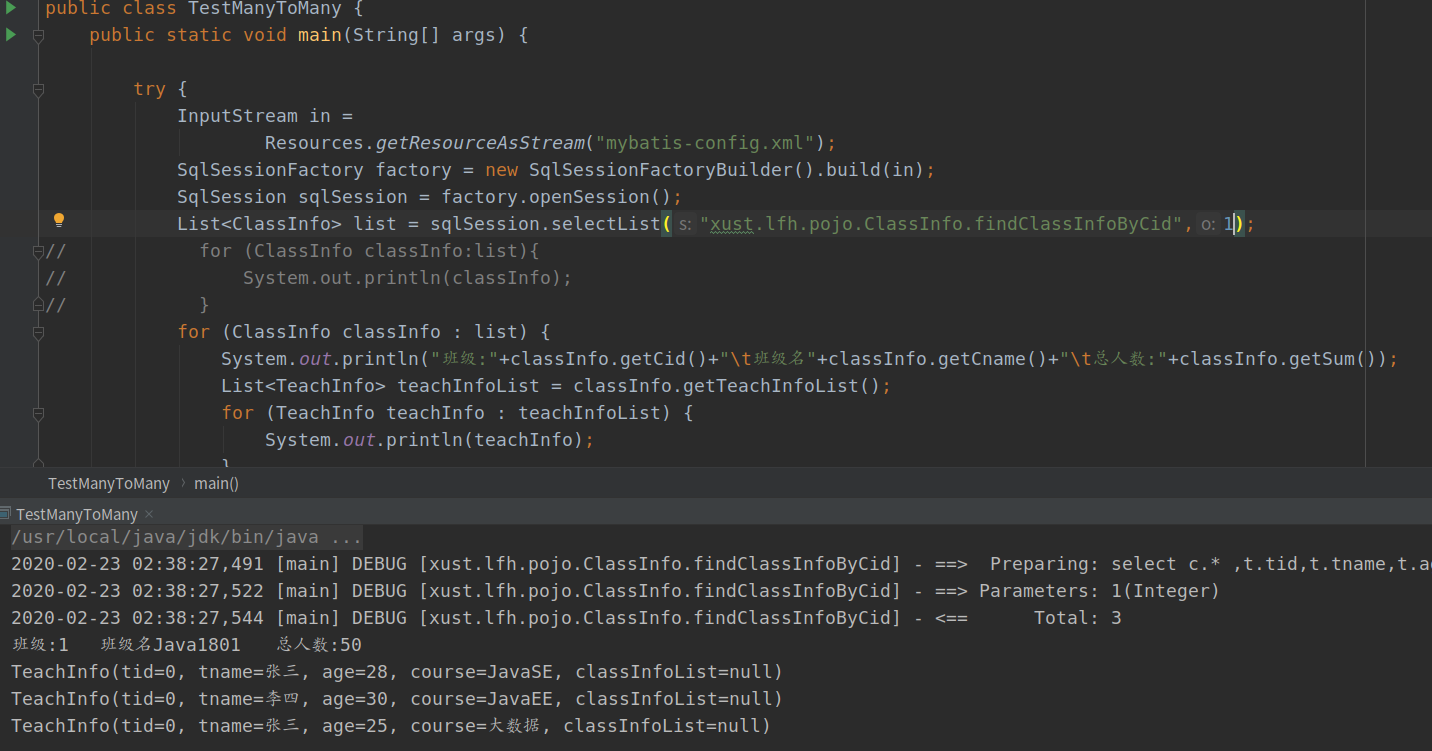 public class TestManyToMany {
public static void main(String[] args) {
try {
InputStream in =
Resources.getResourceAsStream("mybatis-config.xml");
SqlSessionFactory factory = new SqlSessionFactoryBuilder().build(in);
SqlSession sqlSession = factory.openSession();
List<ClassInfo> list = sqlSession.selectList( s: "xust.lfh.pojo.ClassInfo.findClassInfoByCid", o: 1);
// for (ClassInfo classInfo:list){
// System.out.println(classInfo);
// }
for (ClassInfo classInfo : list) {
System.out.println("班级:"+classInfo.getCid()+"\t班级名"+classInfo.getCname()+"\t总人数:"+classInfo.getSum());
List<TeachInfo> teachInfoList = classInfo.getTeachInfoList();
for (TeachInfo teachInfo : teachInfoList) {
System.out.println(teachInfo);
}
TestManyToMany › main()
TestManyToMany ×
/usr/local/java/jdk/bin/java ...
2020-02-23 02:38:27,491 [main] DEBUG [xust.lfh.pojo.ClassInfo.findClassInfoByCid] - ==>  Preparing: select c.* ,t.tid,t.tname,t.a
2020-02-23 02:38:27,522 [main] DEBUG [xust.lfh.pojo.ClassInfo.findClassInfoByCid] - ==> Parameters: 1(Integer)
2020-02-23 02:38:27,544 [main] DEBUG [xust.lfh.pojo.ClassInfo.findClassInfoByCid] - <==      Total: 3
班级:1 班级名Java1801 总人数:50
TeachInfo(tid=0, tname=张三, age=28, course=JavaSE, classInfoList=null)
TeachInfo(tid=0, tname=李四, age=30, course=JavaEE, classInfoList=null)
TeachInfo(tid=0, tname=张三, age=25, course=大数据, classInfoList=null)